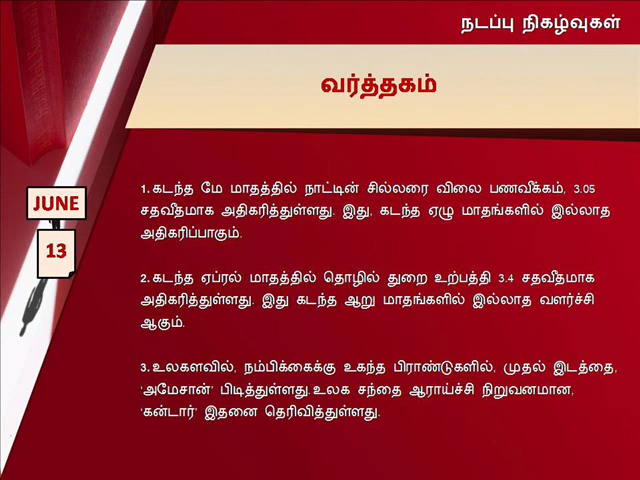 நடப்பு நிகழ்வுகள்
வர்த்தகம்
JUNE
13
1. கடந்த மே மாதத்தில் நாட்டின் சில்லரை விலை பணவீக்கம், 3.05
சதவீதமாக அதிகரித்துள்ளது. இது, கடந்த ஏழு மாதங்களில் இல்லாத
அதிகரிப்பாகும்.
2. கடந்த ஏப்ரல் மாதத்தில் தொழில் துறை உற்பத்தி 3.4 சதவீதமாக
அதிகரித்துள்ளது. இது கடந்த ஆறு மாதங்களில் இல்லாத வளர்ச்சி
ஆகும்.
3. உலகளவில், நம்பிக்கைக்கு உகந்த பிராண்டுகளில், முதல் இடத்தை,
'அமேசான்' பிடித்துள்ளது.உலக சந்தை ஆராய்ச்சி நிறுவனமான,
'கன்டார்' இதனை தெரிவித்துள்ளது.